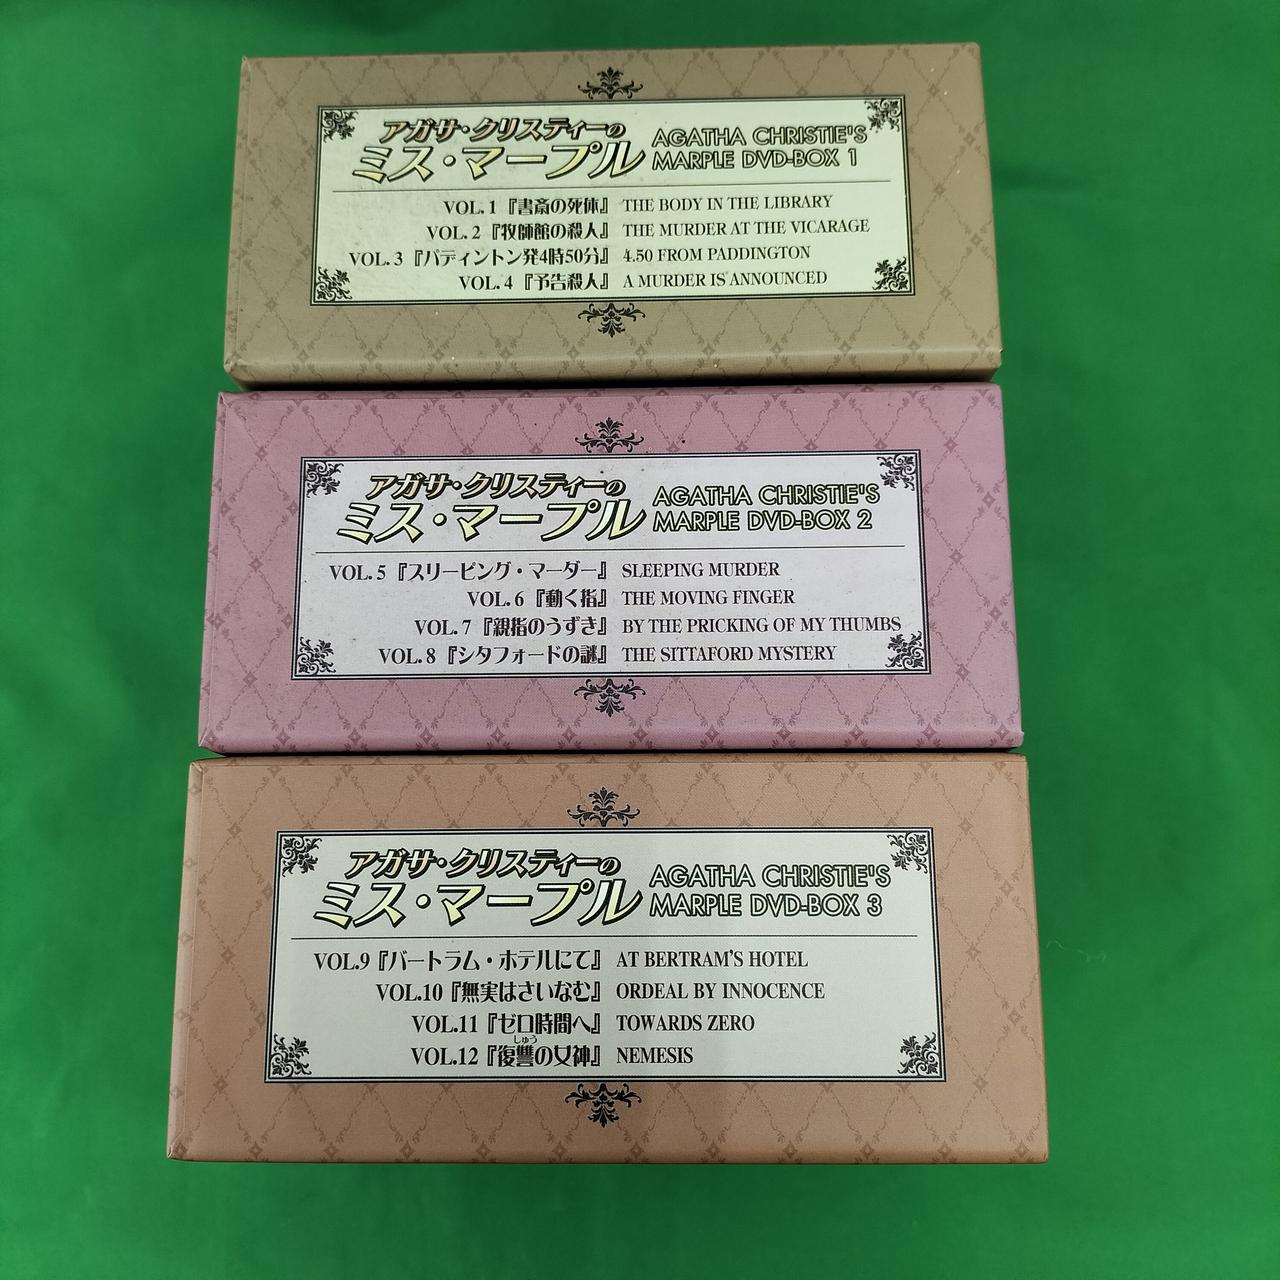 アガサ・クリスティーの
ミス・マープル
AGATHA CHRISTIE'S
MARPLE DVD-BOX 1
VOL. 1『書斎の死体』 THE BODY IN THE LIBRARY
VOL. 2『牧師館の殺人』 THE MURDER AT THE VICARAGE
VOL. 3『パディントン発4時50分』 4.50 FROM PADDINGTON
VOL. 4『予告殺人』 A MURDER IS ANNOUNCED
アガサ・クリスティーの
ミス・マープル
AGATHA CHRISTIE'S
MARPLE DVD-BOX 2
VOL. 5『スリーピング・マーダー』 SLEEPING MURDER
VOL. 6『動く指』 THE MOVING FINGER
VOL. 7『親指のうずき』 BY THE PRICKING OF MY THUMBS
VOL. 8『シタフォードの謎』 THE SITTAFORD MYSTERY
アガサ・クリスティーの
ミス・マープル
AGATHA CHRISTIE'S
MARPLE DVD-BOX 3
VOL.9『バートラム・ホテルにて』 AT BERTRAM'S HOTEL
VOL.10『無実はさいなむ』 ORDEAL BY INNOCENCE
VOL.11『ゼロ時間へ』 TOWARDS ZERO
しゅう
VOL.12『復讐の女神』 NEMESIS